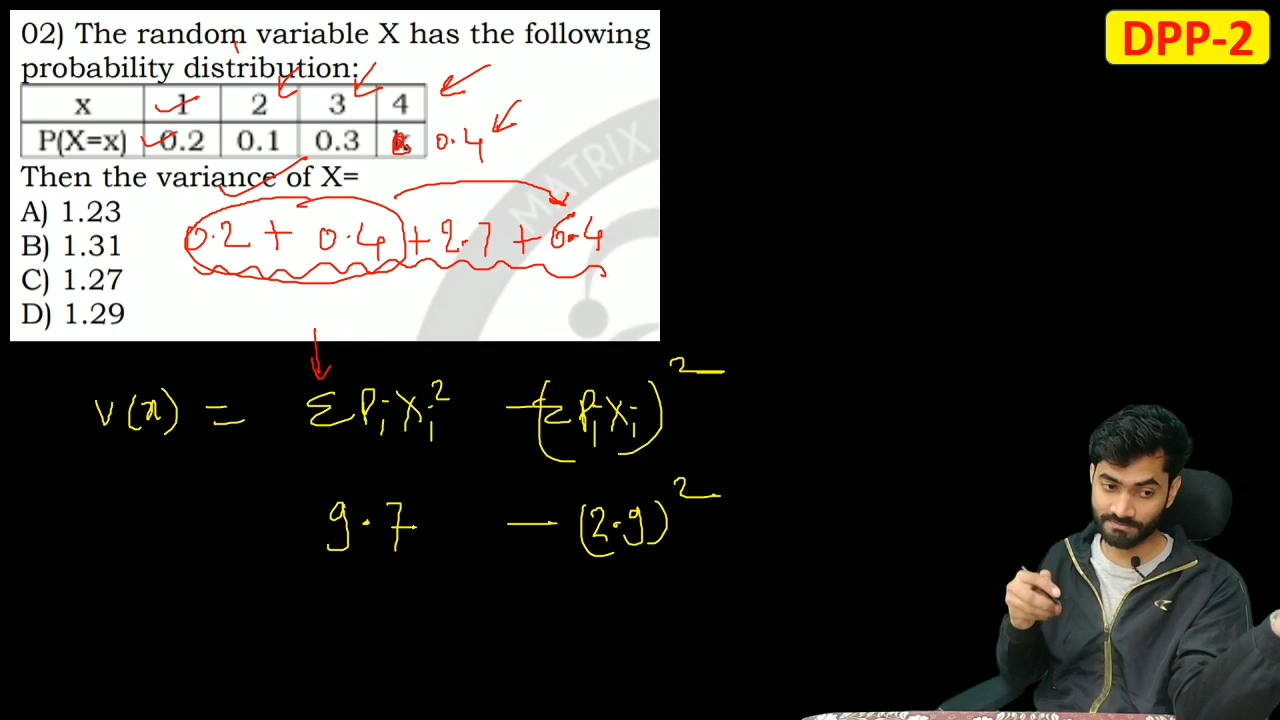 DPP-2
02) The random variable X has the following
probability distribution:
x 1 2 3 4
P(X=x) 0.2 0.1 0.3 k 0.4
Then the variance of X=
A) 1.23
B) 1.31
C) 1.27
D) 1.29
0.2 + 0.4 + 2.7 + 6.4
MATRIX
v(x) = ΣPᵢXᵢ² - (ΣPᵢXᵢ)²
9.7 - (2.9)²